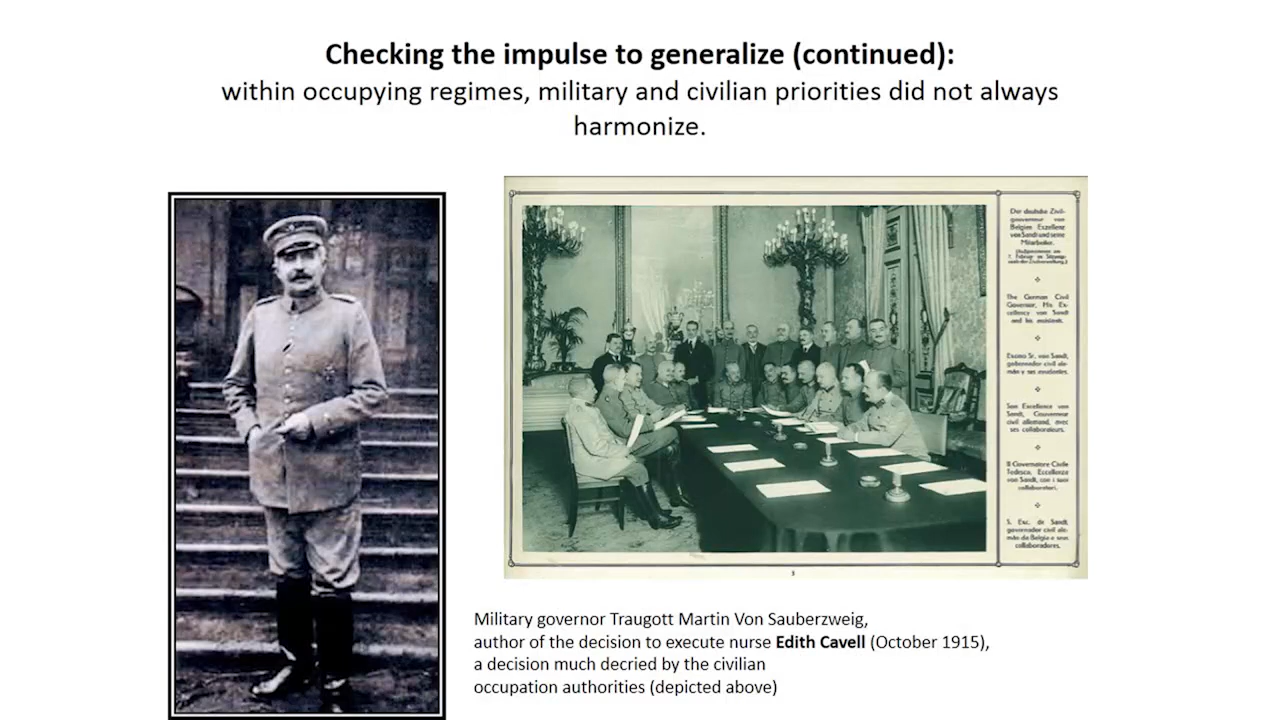 Checking the impulse to generalize (continued):
within occupying regimes, military and civilian priorities did not always
harmonize.
Der deutsche Zivil-
gouverneur von
Belgien Exzellenz
von Sandt und seine
Mitarbeiter.
The German Civil
Governor, His Ex-
cellency von Sandt
and his assistants.
Excmo Sr. von Sandt,
gobernador civil ale-
mán y sus ayudantes.
Son Excellence von
Sandt, Gouverneur
civil allemand, avec
ses collaborateurs.
Il Governatore Civile
Tedesco, Eccellenza
von Sandt, con i suoi
collaboratori.
S. Exc. de Sandt,
governador civil ale-
mão da Belgia e seus
collaboradores.
3
Military governor Traugott Martin Von Sauberzweig,
author of the decision to execute nurse Edith Cavell (October 1915),
a decision much decried by the civilian
occupation authorities (depicted above)